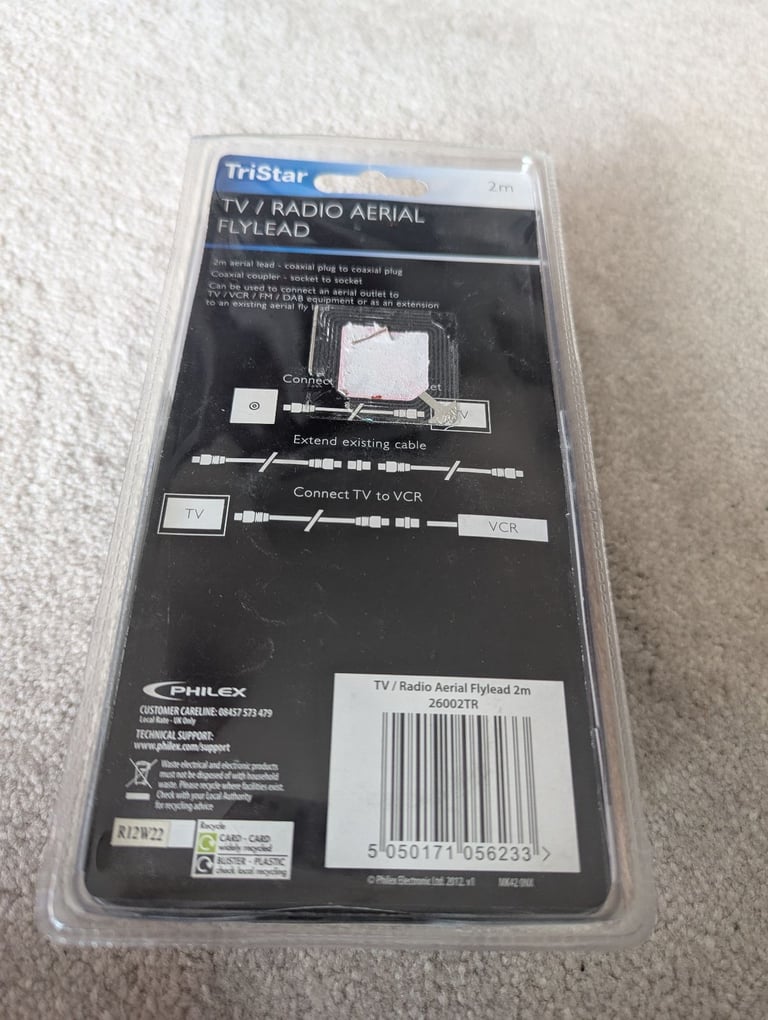 TriStar
2m
TV / RADIO AERIAL
FLYLEAD
2m aerial lead - coaxial plug to coaxial plug
Coaxial coupler - socket to socket
Can be used to connect an aerial outlet to
TV / VCR / FM / DAB equipment or as an extension
to an existing aerial fly
Connect
Extend existing cable
Connect TV to VCR
TV
VCR
PHILEX
CUSTOMER CARELINE: 08457 573 479
Local Rate - UK Only
TECHNICAL SUPPORT:
www.philex.com/support
Waste electrical and electronic products
must not be disposed of with household
waste. Please recycle where facilities exist.
Check with your Local Authority
for recycling advice
R12W22
Recycle
CARD - CARD
widely recycled
BLISTER - PLASTIC
check local recycling
TV / Radio Aerial Flylead 2m
26002TR
5 050171 056233 >
© Philex Electronic Ltd. 2012. v1